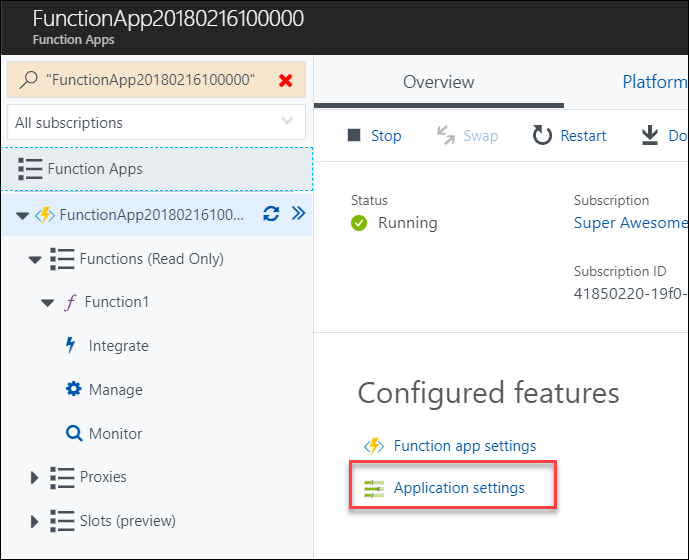 FunctionApp20180216100000
Function Apps
"FunctionApp20180216100000"
All subscriptions
Function Apps
FunctionApp20180216100...
Functions (Read Only)
Function1
Integrate
Manage
Monitor
Proxies
Slots (preview)
Overview
Platform
Stop
Swap
Restart
Do
Status
Running
Subscription
Super Awesome
Subscription ID
41850220-19f0-
Configured features
Function app settings
Application settings